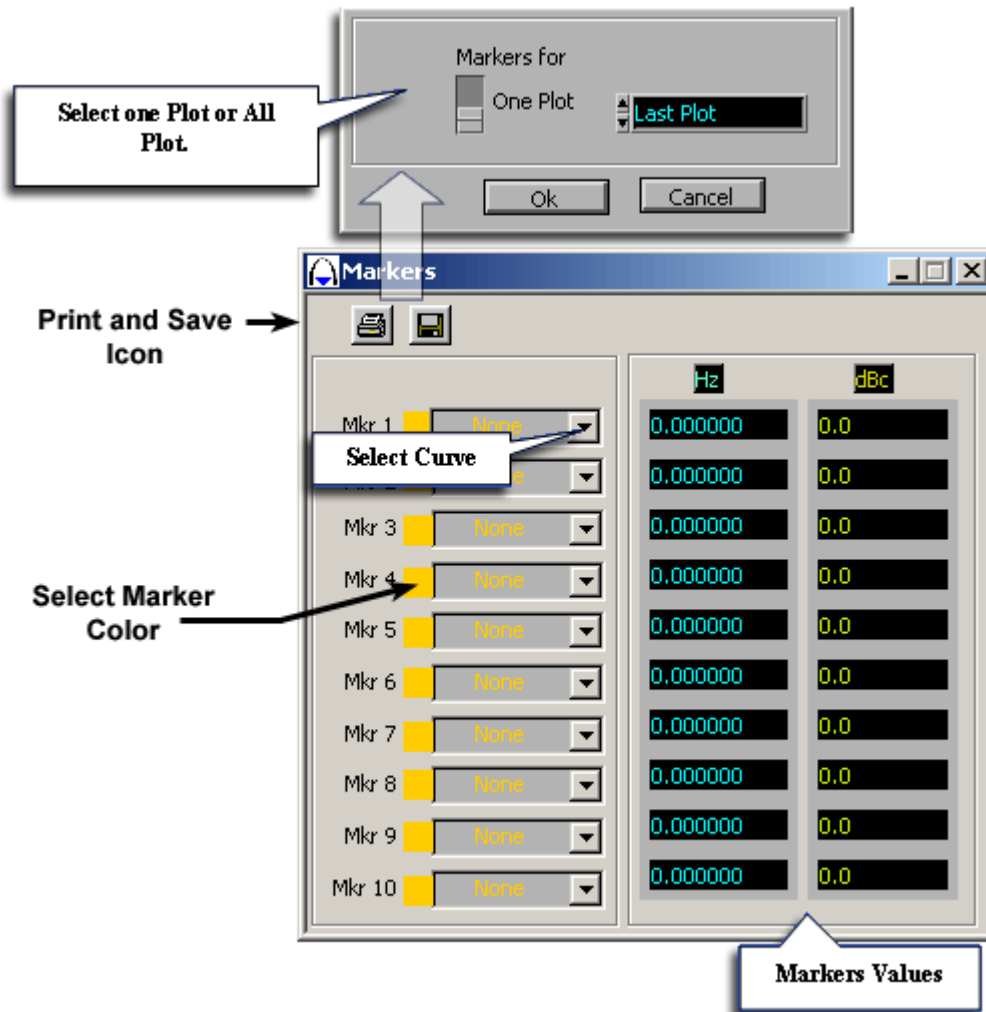 Markers for
One Plot
Last Plot
Select one Plot or All
Plot.
Ok
Cancel
Markers
Print and Save
Icon
Hz
dBc
Mkr 1
None
0.000000
0.0
Select Curve
0.000000
0.0
Mkr 3
None
0.000000
0.0
Mkr 4
None
0.000000
0.0
Select Marker
Color
Mkr 5
None
0.000000
0.0
Mkr 6
None
0.000000
0.0
Mkr 7
None
0.000000
0.0
Mkr 8
None
0.000000
0.0
Mkr 9
None
0.000000
0.0
Mkr 10
None
0.000000
0.0
Markers Values